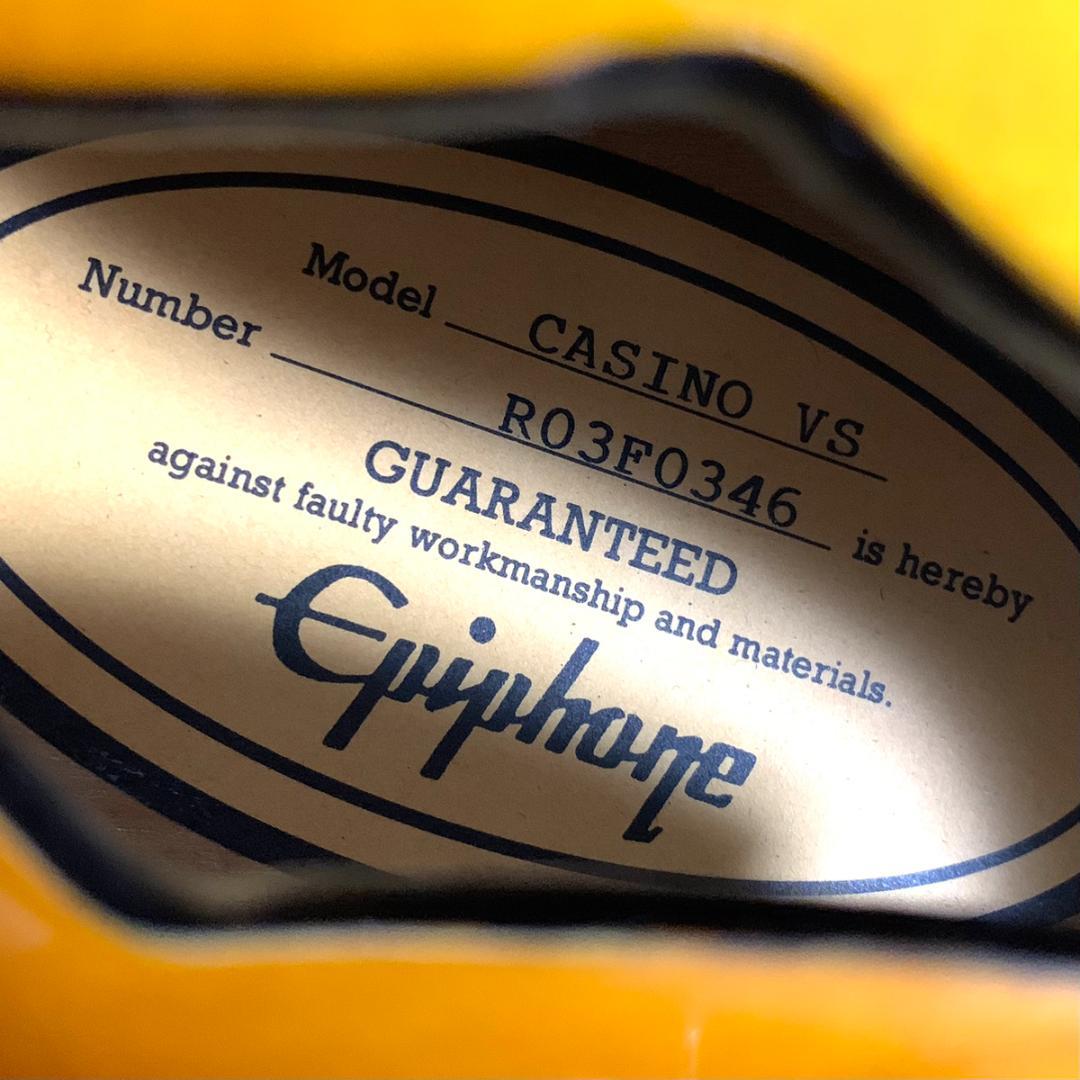 Model CASINO VS
Number R03F0346 is hereby
GUARANTEED
against faulty workmanship and materials.
Epiphone